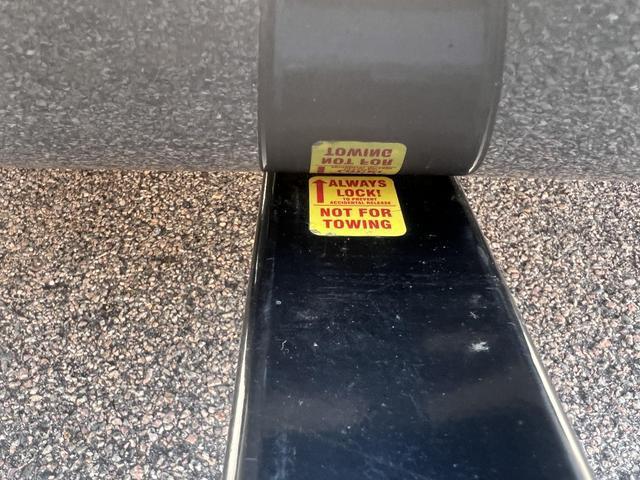 ALWAYS
LOCK!
TO PREVENT
ACCIDENTAL RELEASE
NOT FOR
TOWING